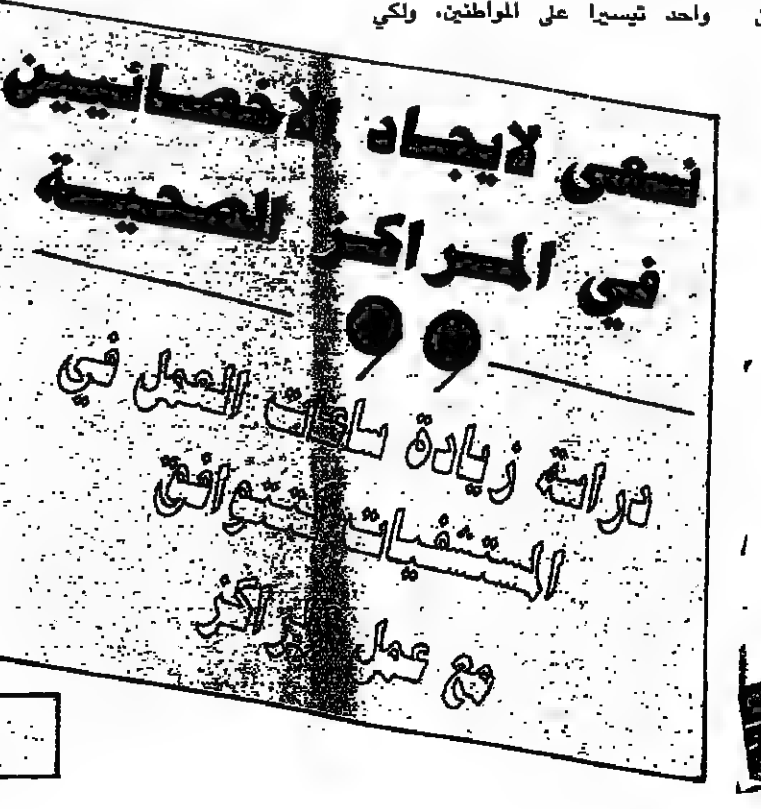 واحد تيسيرا على المواطنين، ولكي
نسعى لايجاد الاخصائيين
في المراكز الصحية
دراسة زيادة ساعات العمل في
المستشفيات لتتوافق
مع عمل المراكز